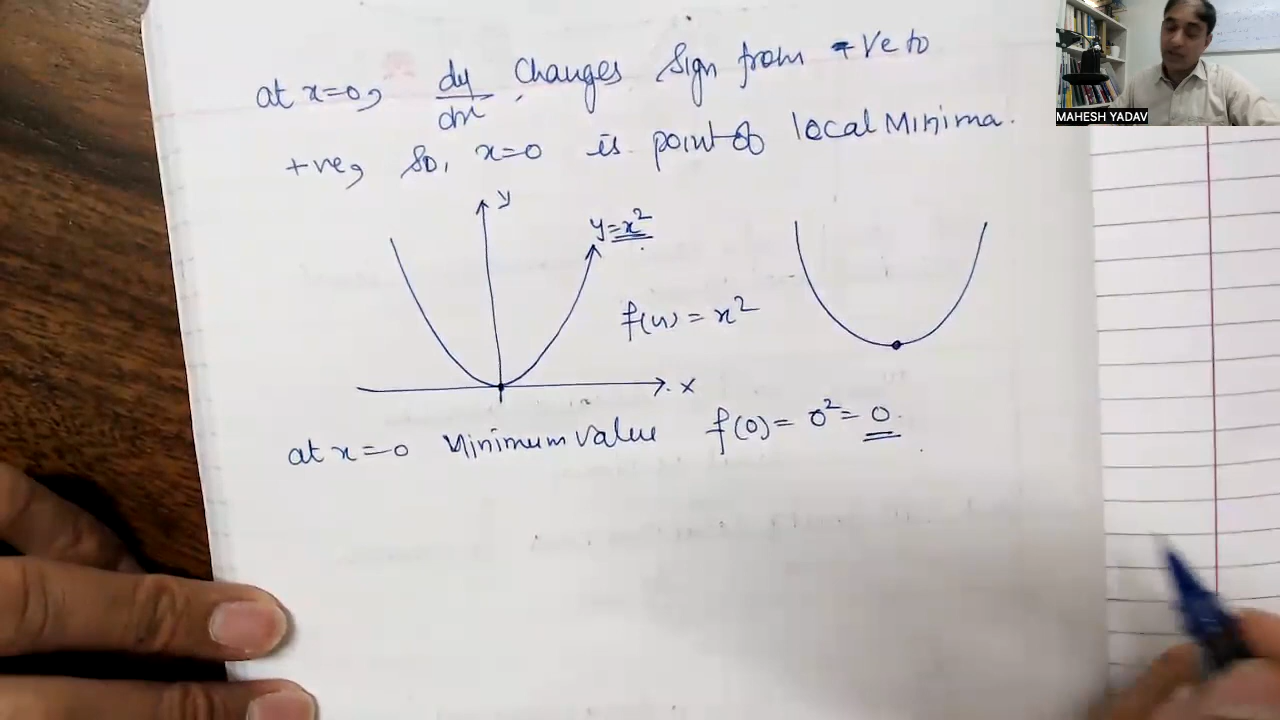 MAHESH YADAV
at x=0, dy/dx changes sign from -ve to
+ve, So, x=0 is point of local Minima.
y
y=x²
f(x) = x²
x
at x=0 Minimum value f(0) = 0² = 0.